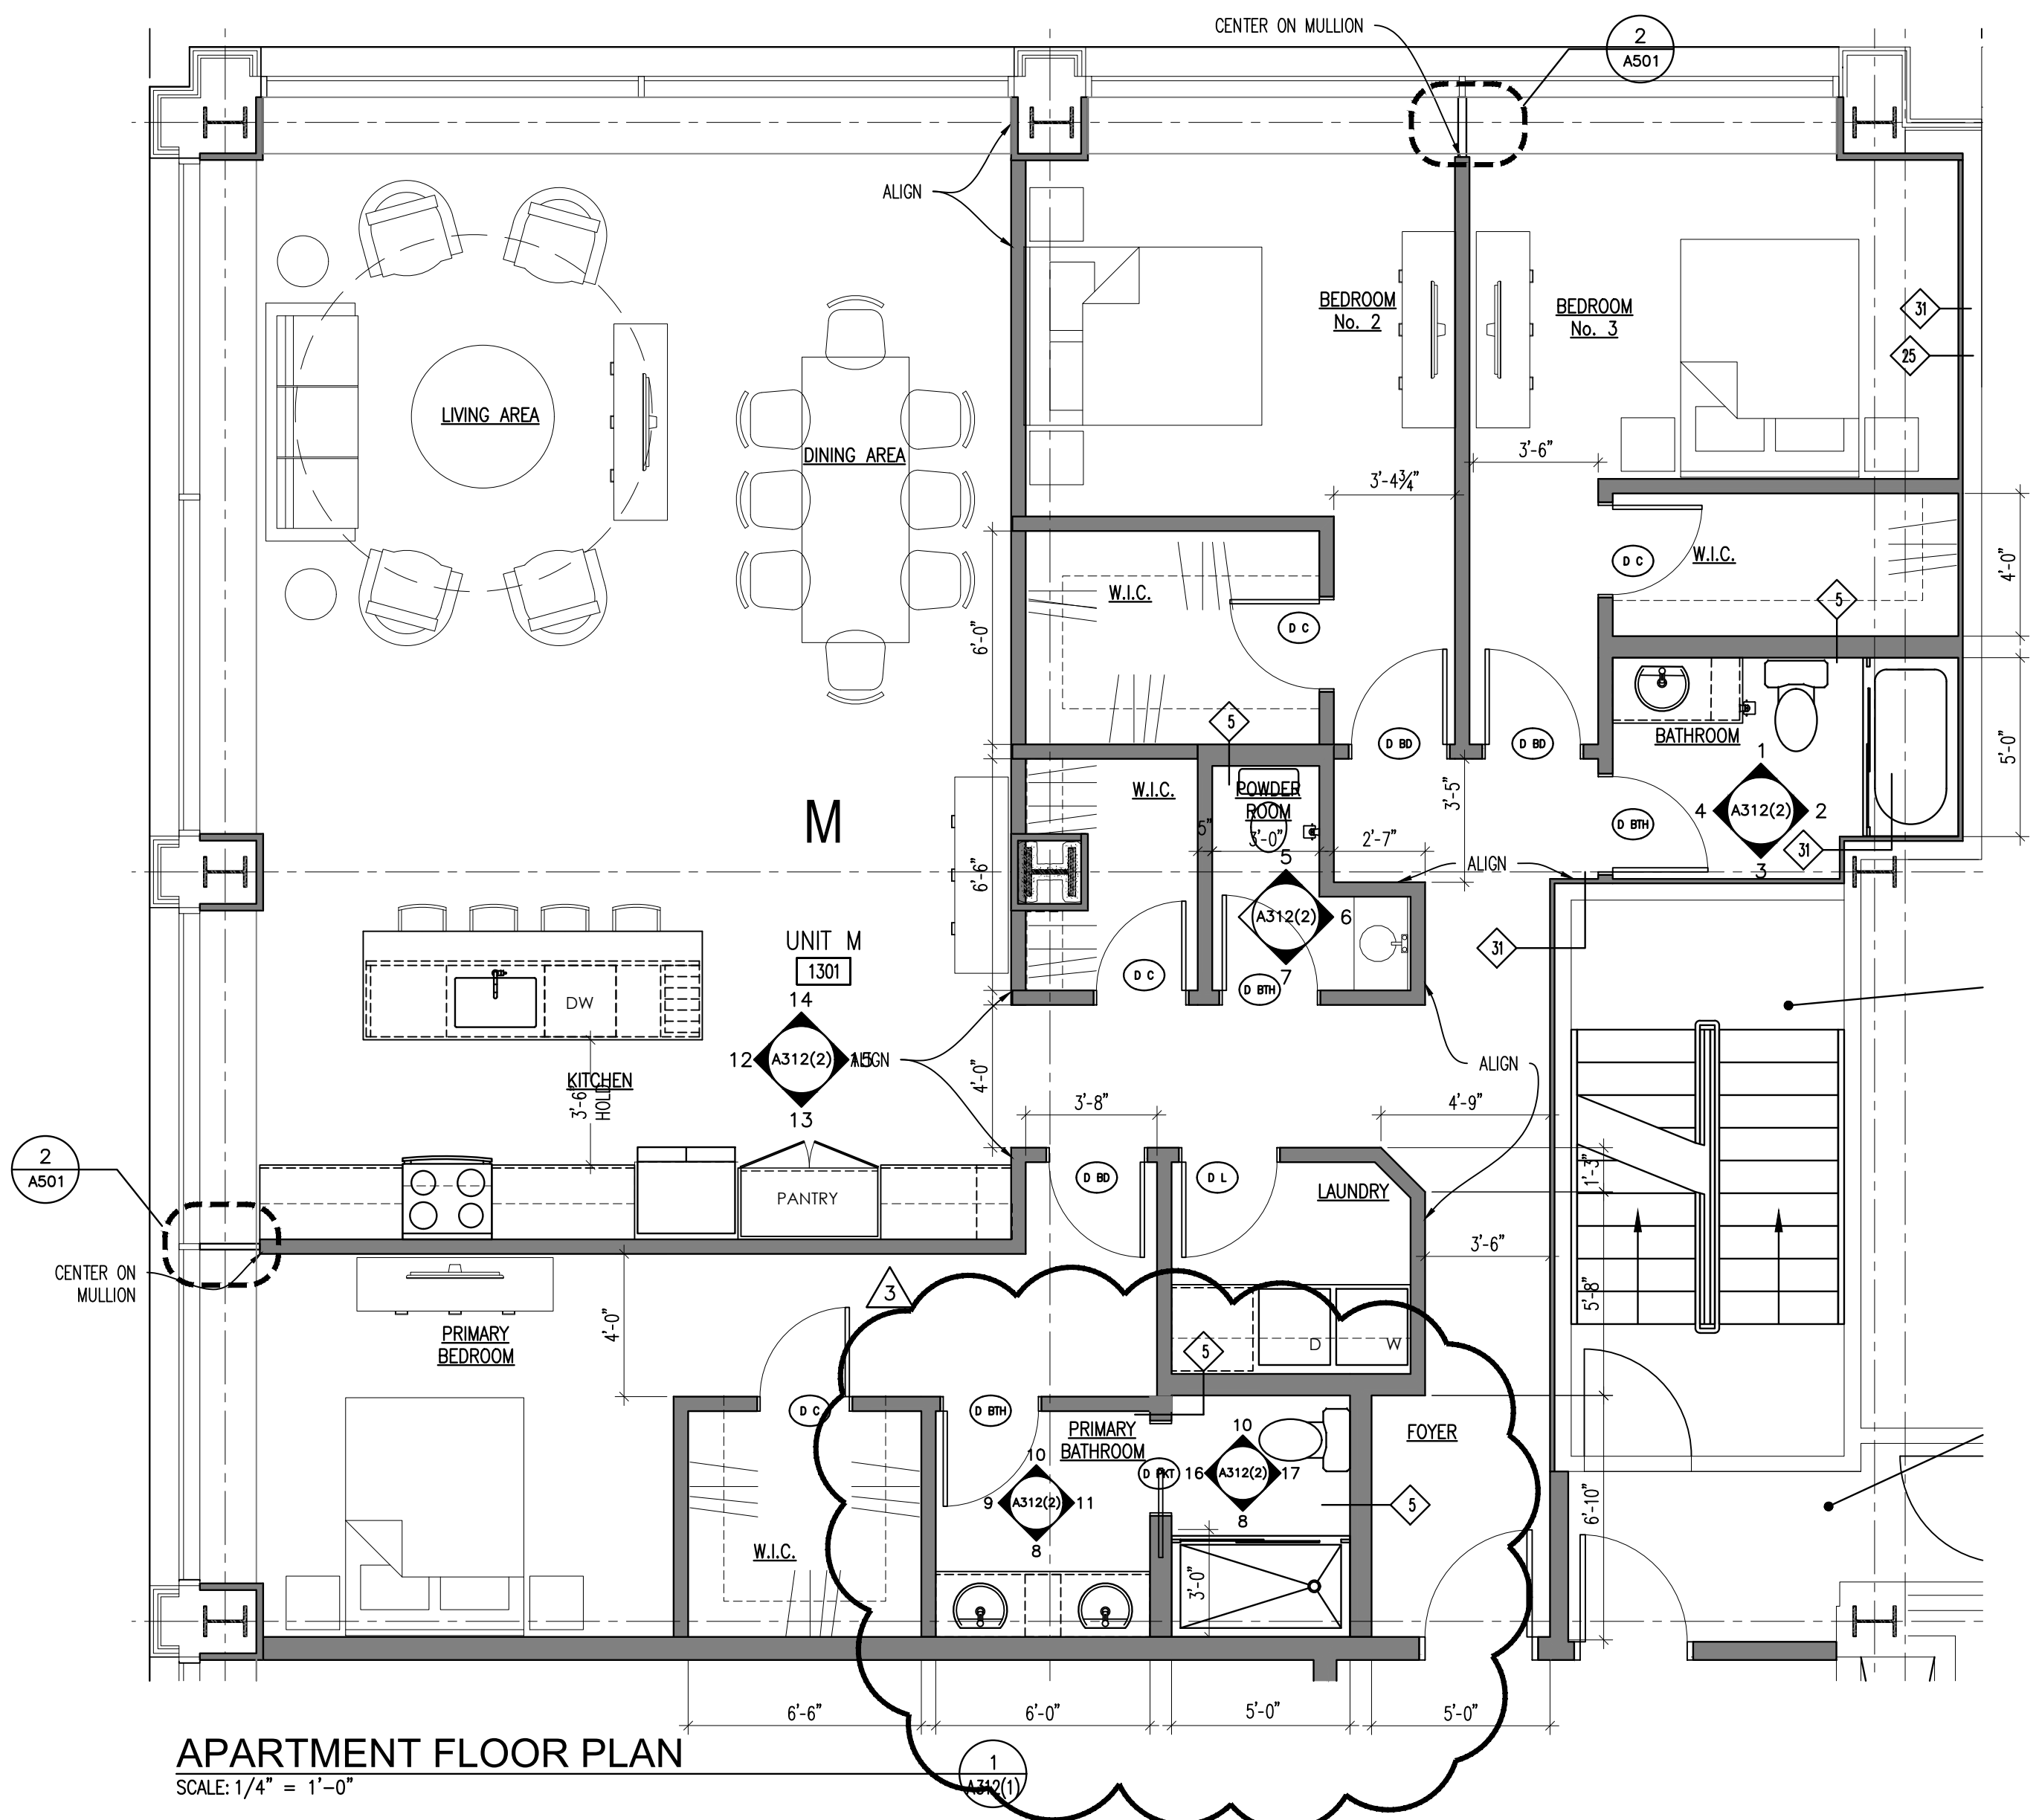 CENTER ON MULLION
2
A501
ALIGN
BEDROOM
No. 2
BEDROOM
No. 3
31
25
LIVING AREA
DINING AREA
3'-6"
3'-4¾"
W.I.C.
D C
W.I.C.
D C
5
4'-0"
6'-0"
5
D BD
D BD
BATHROOM
5'-0"
1
4 A312(2) 2
3
31
D BTH
M
W.I.C.
POWDER
ROOM
5"
3'-0"
2'-7"
3'-5"
6'-6"
ALIGN
5
A312(2) 6
7
D C
D BTH
31
UNIT M
1301
14
12 A312(2) 15
13
ALIGN
DW
KITCHEN
3'-6"
HOLD
4'-0"
3'-8"
4'-9"
ALIGN
2
A501
PANTRY
D BD
D L
LAUNDRY
1'-3"
3'-6"
5'-8"
CENTER ON
MULLION
3
PRIMARY
BEDROOM
4'-0"
D
W
5
D C
D BTH
PRIMARY
BATHROOM
FOYER
10
9 A312(2) 11
8
D PKT
10
16 A312(2) 17
8
5
6'-10"
W.I.C.
3'-0"
6'-6"
6'-0"
5'-0"
5'-0"
APARTMENT FLOOR PLAN
SCALE: 1/4" = 1'-0"
1
A312(1)